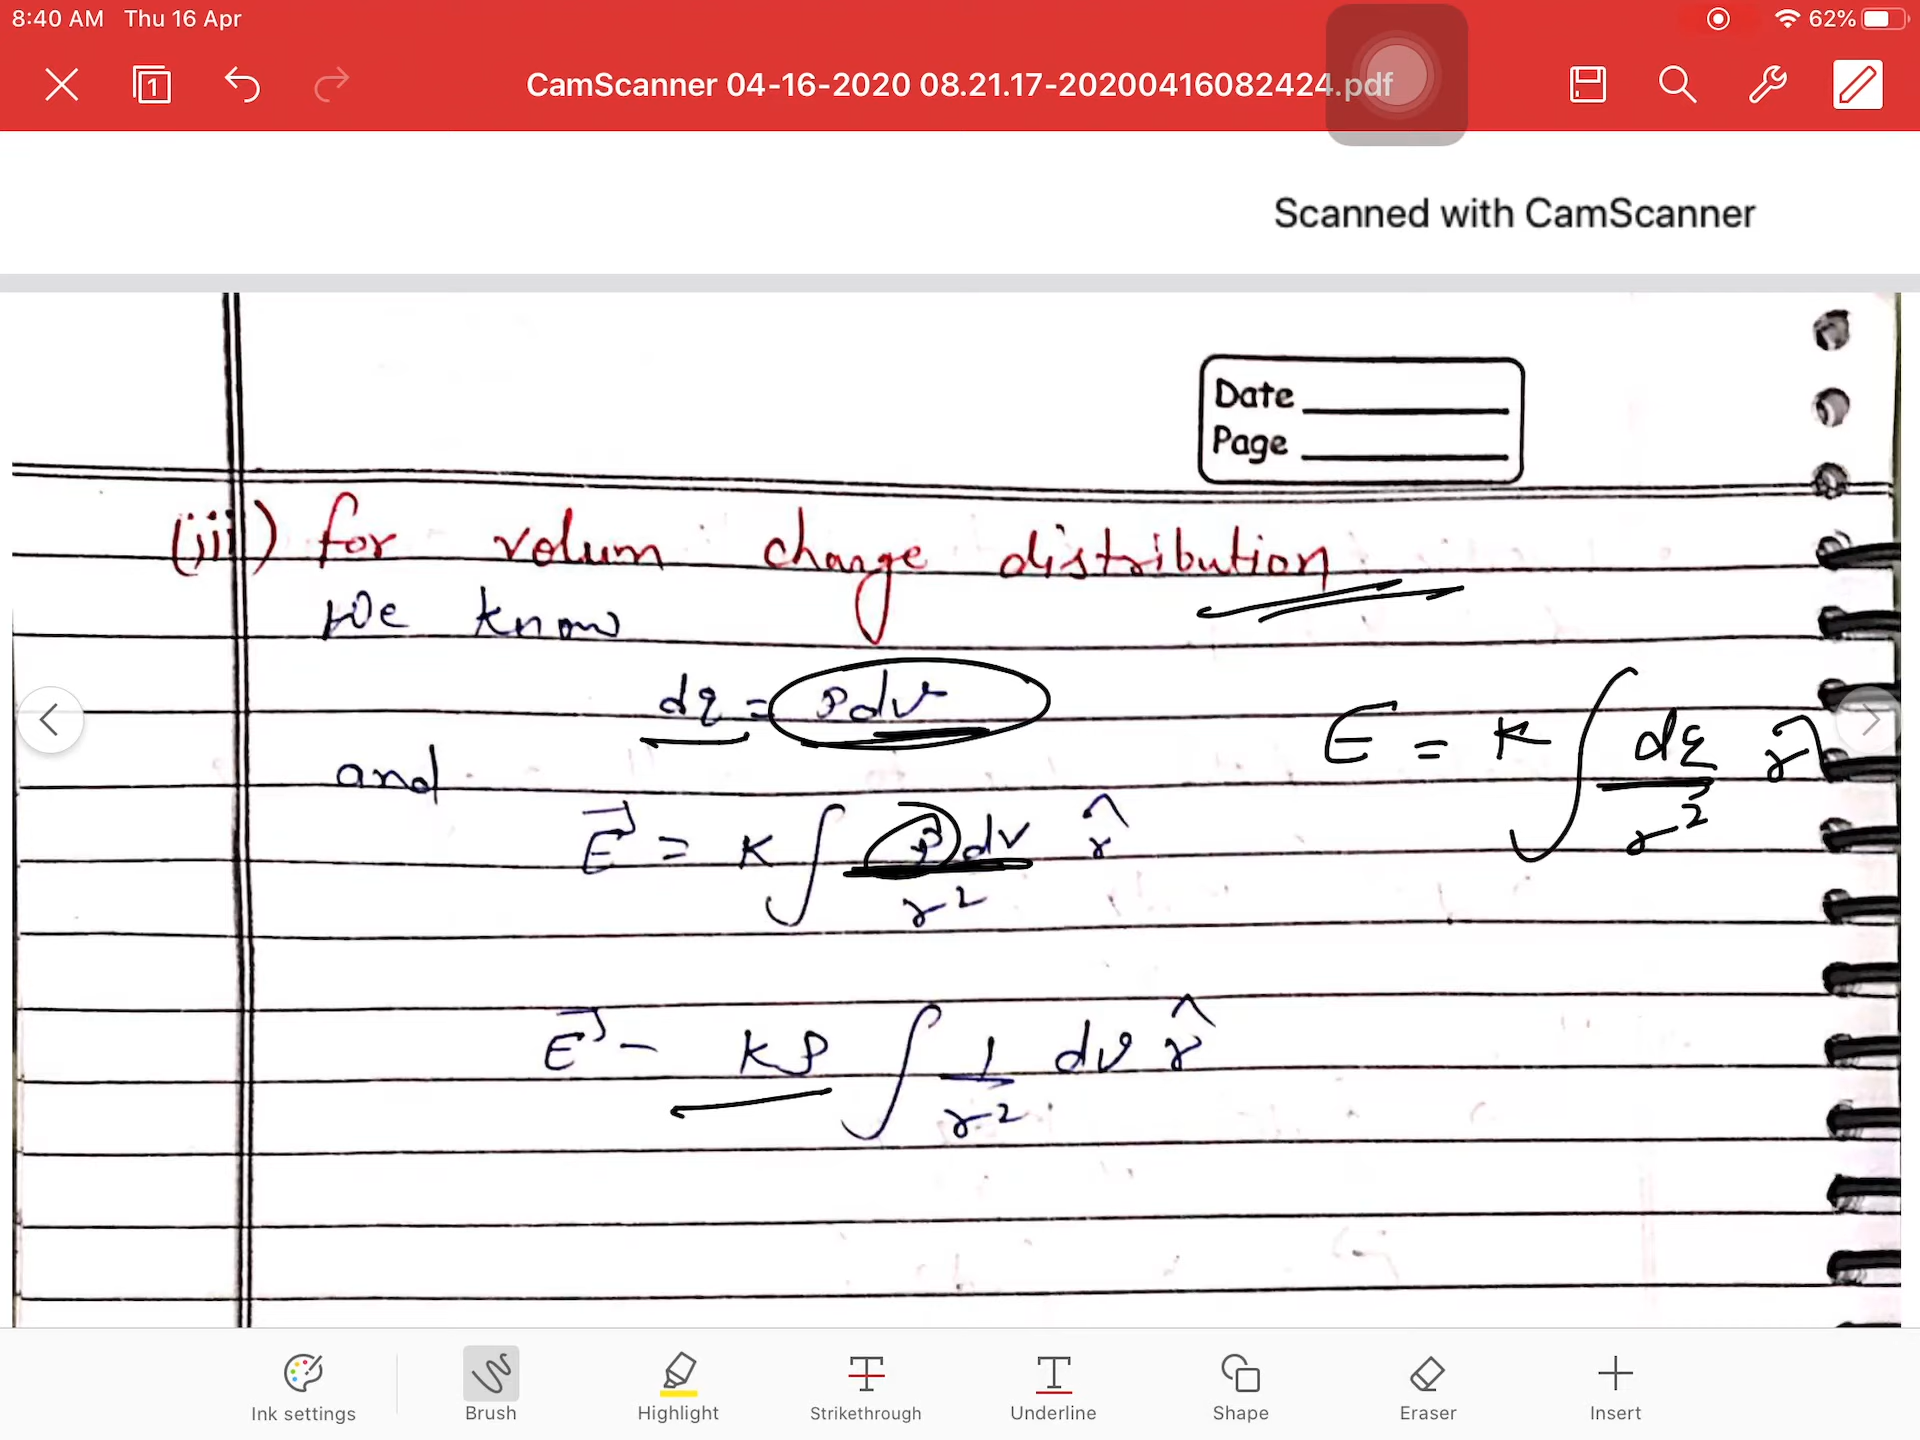 8:40 AM Thu 16 Apr
62%
1
CamScanner 04-16-2020 08.21.17-20200416082424.pdf
Scanned with CamScanner
Date
Page
(iii) for volum charge distribution
We know
dq = ρdv
and
E⃗ = K ∫ ρdv/r² r̂
E = K ∫ dq/r² r̂
E⃗ – Kρ ∫ 1/r² dv r̂
Ink settings
Brush
Highlight
Strikethrough
Underline
Shape
Eraser
Insert